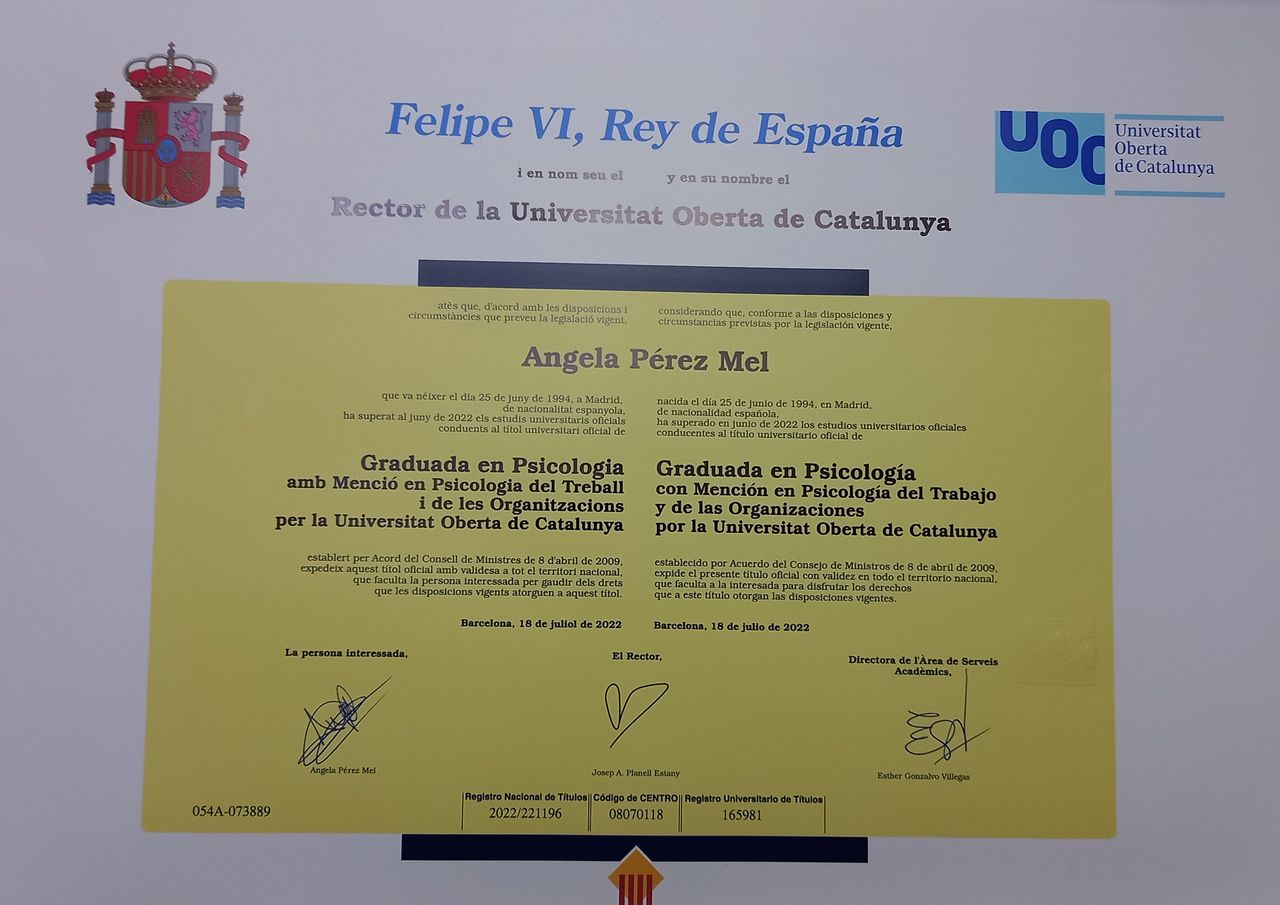 Felipe VI, Rey de España
UOC
Universitat
Oberta
de Catalunya
i en nom seu el
y en su nombre el
Rector de la Universitat Oberta de Catalunya
atès que, d'acord amb les disposicions i
circumstàncies que preveu la legislació vigent,
considerando que, conforme a las disposiciones y
circunstancias previstas por la legislación vigente,
Angela Pérez Mel
que va néixer el día 25 de juny de 1994, a Madrid,
de nacionalitat espanyola,
ha superat al juny de 2022 els estudis universitaris oficials
conduents al títol universitari oficial de
nacida el día 25 de junio de 1994, en Madrid,
de nacionalidad española,
ha superado en junio de 2022 los estudios universitarios oficiales
conducentes al título universitario oficial de
Graduada en Psicologia
amb Menció en Psicologia del Treball
i de les Organitzacions
per la Universitat Oberta de Catalunya
Graduada en Psicología
con Mención en Psicología del Trabajo
y de las Organizaciones
por la Universitat Oberta de Catalunya
establert per Acord del Consell de Ministres de 8 d'abril de 2009,
expedeix aquest títol oficial amb validesa a tot el territori nacional,
que faculta la persona interessada per gaudir dels drets
que les disposicions vigents atorguen a aquest títol.
establecido por Acuerdo del Consejo de Ministros de 8 de abril de 2009,
expide el presente título oficial con validez en todo el territorio nacional,
que faculta a la interesada para disfrutar los derechos
que a este título otorgan las disposiciones vigentes.
Barcelona, 18 de juliol de 2022
Barcelona, 18 de julio de 2022
La persona interessada,
El Rector,
Directora de l'Àrea de Serveis
Acadèmics,
Angela Pérez Mel
Josep A. Planell Estany
Esther Gonzalvo Villegas
054A-073889
Registro Nacional de Títulos
2022/221196
Código de CENTRO
08070118
Registro Universitario de Títulos
165981